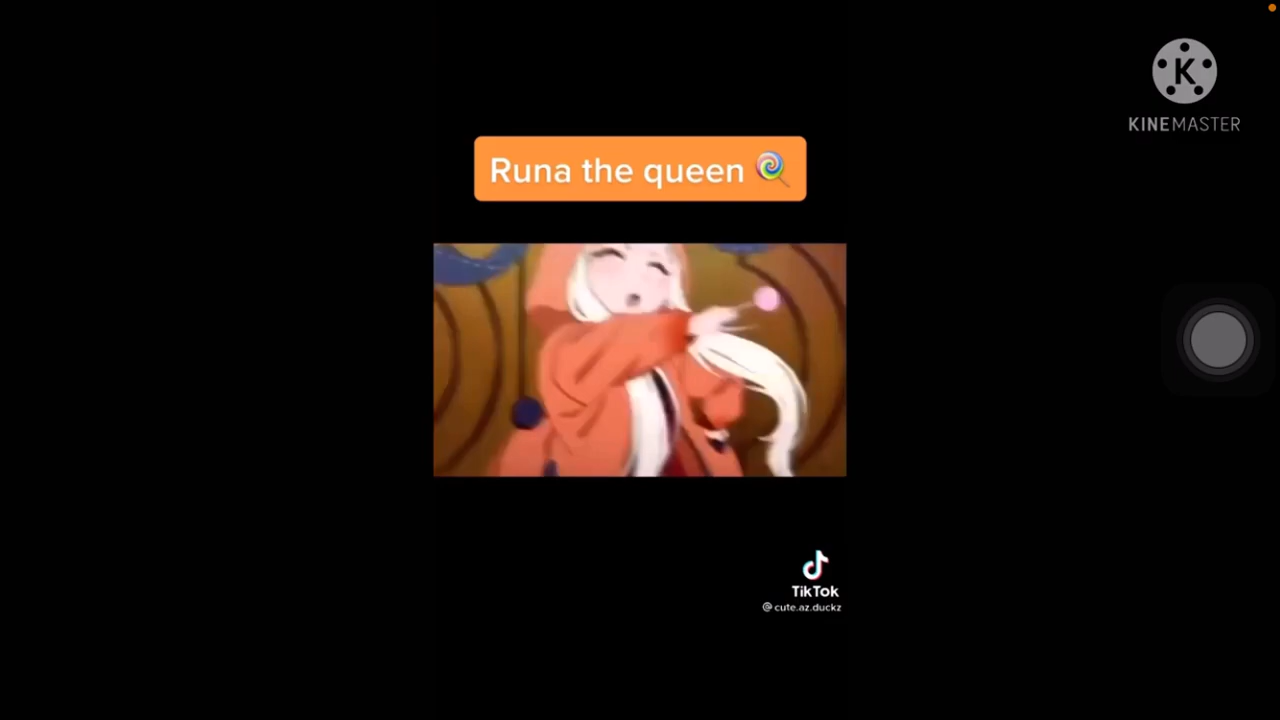 Runa the queen 🍭
K
KINEMASTER
TikTok
@cute.az.duckz